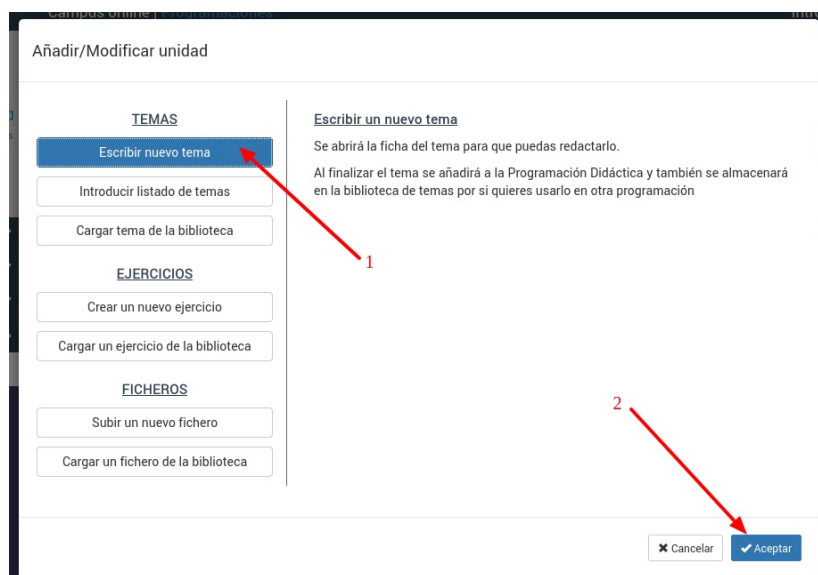 Campus online | Programaciones
Añadir/Modificar unidad
TEMAS
Escribir nuevo tema
Introducir listado de temas
Cargar tema de la biblioteca
EJERCICIOS
Crear un nuevo ejercicio
Cargar un ejercicio de la biblioteca
FICHEROS
Subir un nuevo fichero
Cargar un fichero de la biblioteca
Escribir un nuevo tema
Se abrirá la ficha del tema para que puedas redactarlo.
Al finalizar el tema se añadirá a la Programación Didáctica y también se almacenará
en la biblioteca de temas por si quieres usarlo en otra programación
1
2
Cancelar
Aceptar